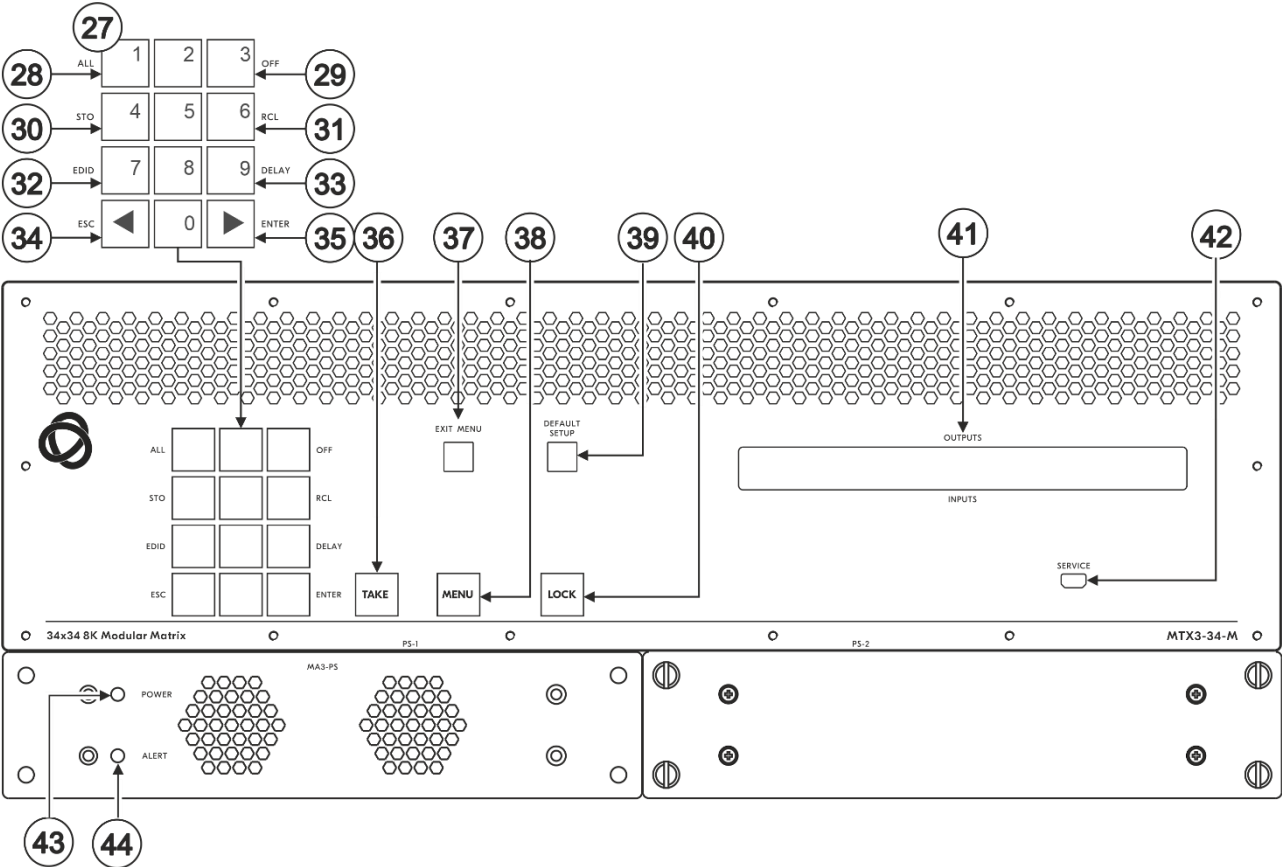 27
28 ALL 1 2 3 OFF 29
30 STO 4 5 6 RCL 31
32 EDID 7 8 9 DELAY 33
34 ESC 0 ENTER 35 36 37 38 39 40 41 42
EXIT MENU
DEFAULT
SETUP
OUTPUTS
INPUTS
ALL OFF
STO RCL
EDID DELAY
ESC ENTER
TAKE
MENU
LOCK
SERVICE
34x34 8K Modular Matrix
PS-1
PS-2
MTX3-34-M
MA3-PS
POWER
ALERT
43 44